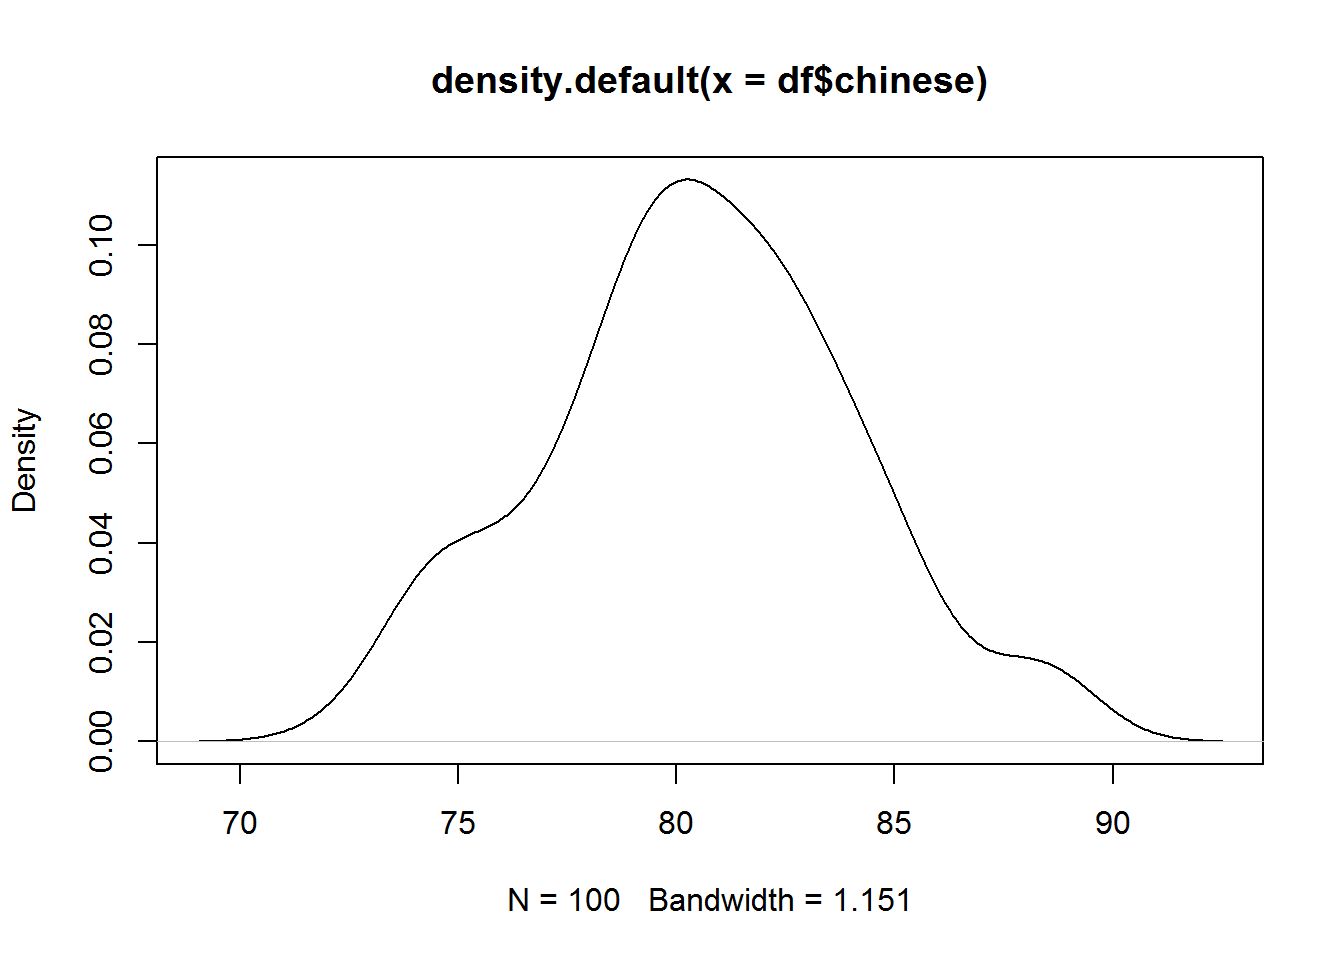 density.default(x = df$chinese)
Density
0.10
0.08
0.06
0.04
0.02
0.00
70 75 80 85 90
N = 100 Bandwidth = 1.151